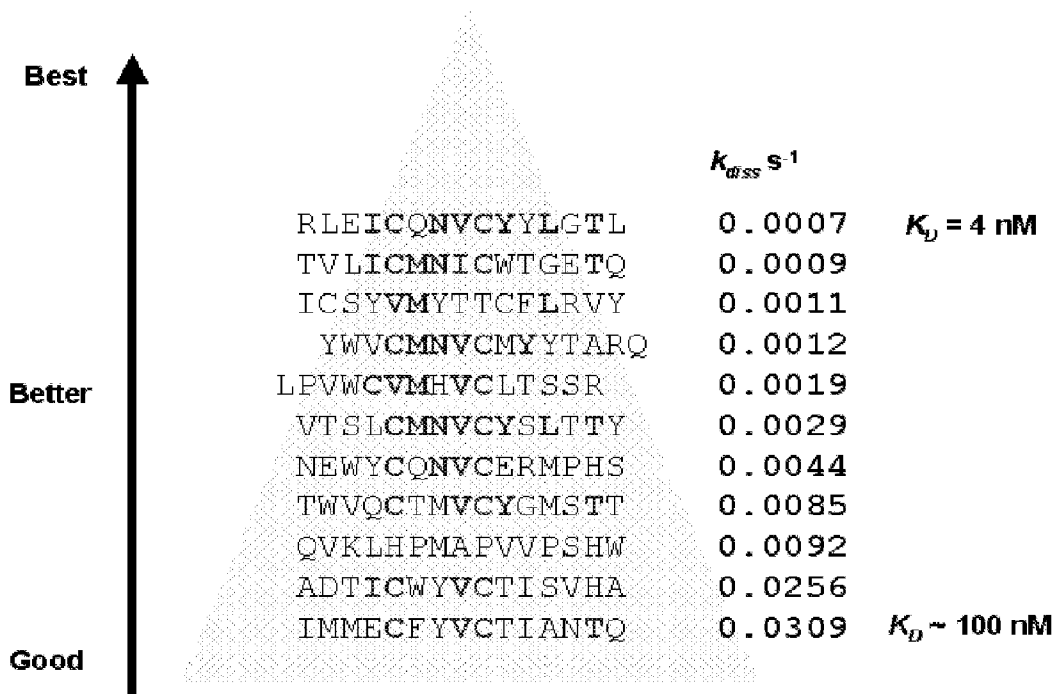 Best
k_diss s⁻¹
RLEICQNVCYYLGTL 0.0007 K_D = 4 nM
TVLICMNICWTGETQ 0.0009
ICSYVMYTTCFLRVY 0.0011
YWVCMNVCMYYTARQ 0.0012
Better
LPVWCVMHVCLTSSR 0.0019
VTSLCMNVCYSLTTY 0.0029
NEWYCQNVCERMPHS 0.0044
TWVQCTMVCYGMSTT 0.0085
QVKLHPMAPVVPSHW 0.0092
ADTICWYVCTISVHA 0.0256
IMMECFYVCTIANTQ 0.0309 K_D ~ 100 nM
Good